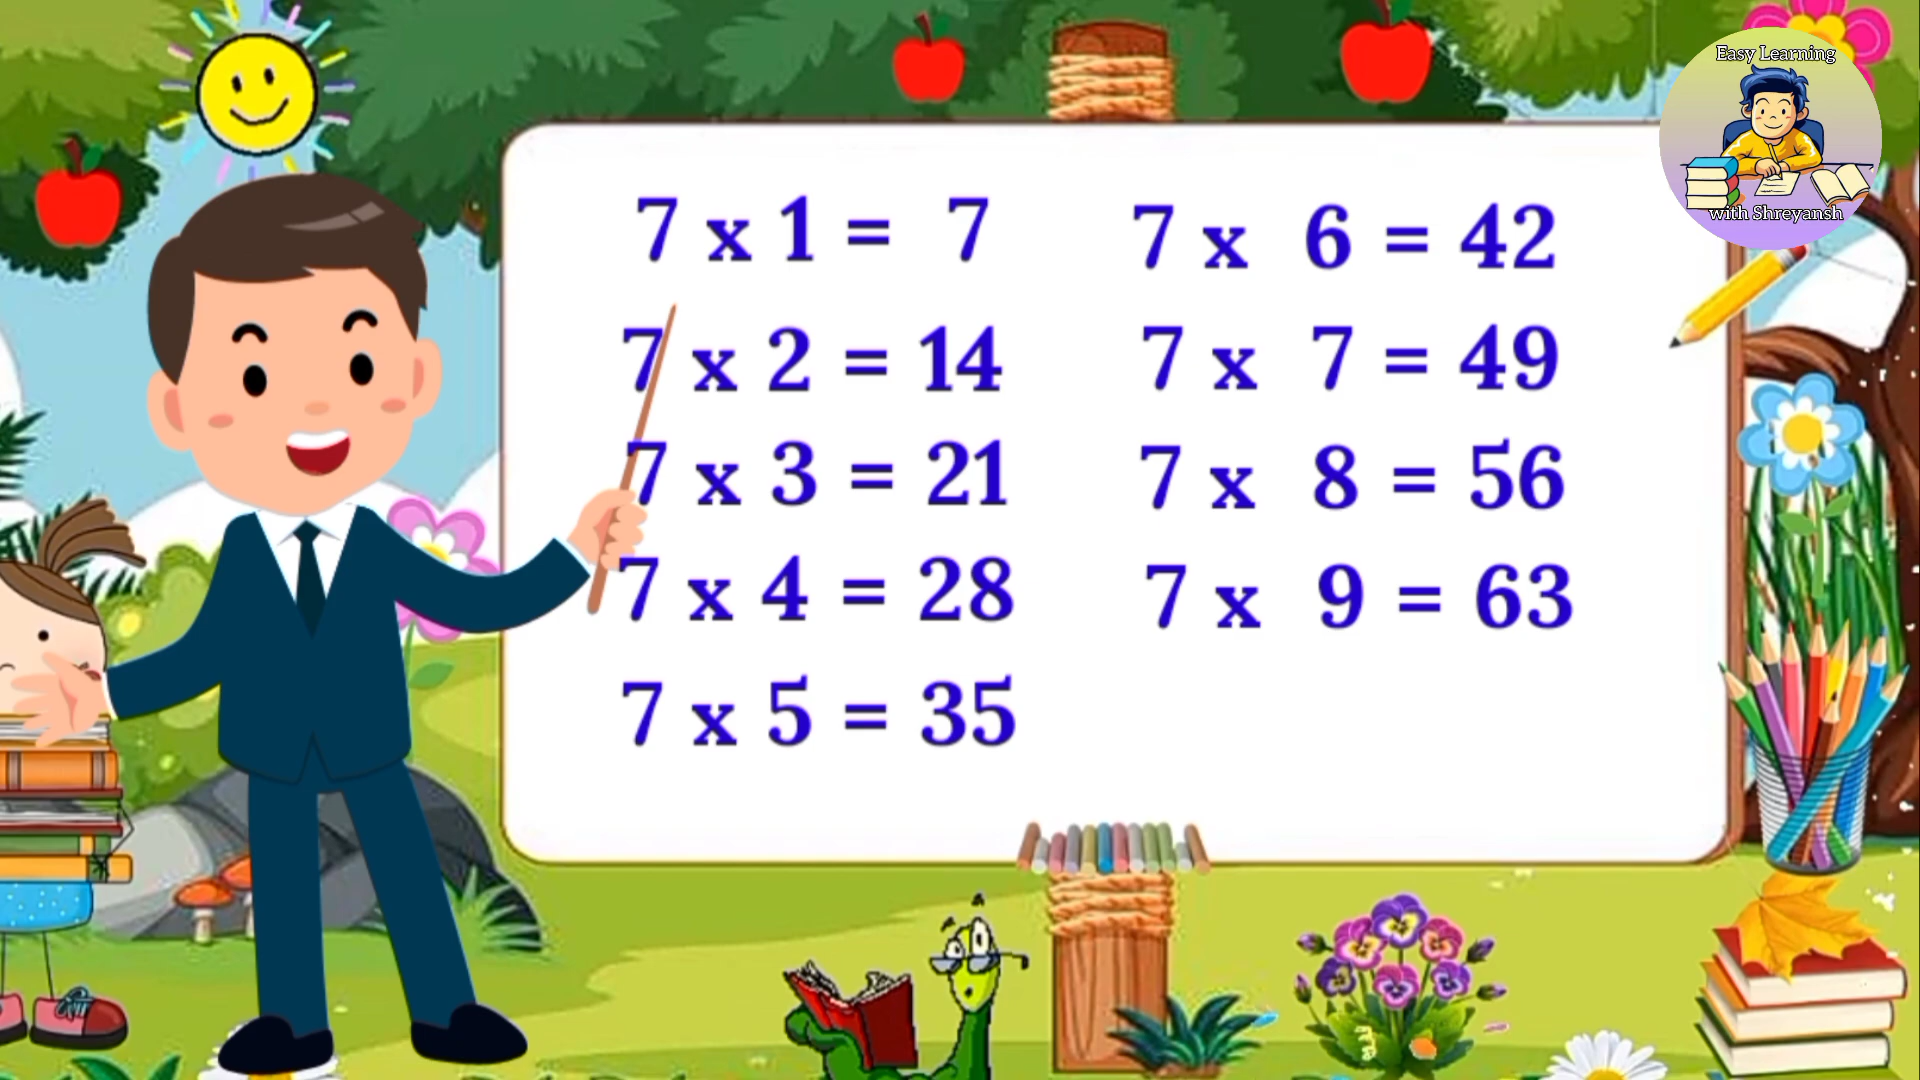 7 x 1 = 7
7 x 2 = 14
7 x 3 = 21
7 x 4 = 28
7 x 5 = 35
7 x 6 = 42
7 x 7 = 49
7 x 8 = 56
7 x 9 = 63
Easy Learning
with Shreyansh